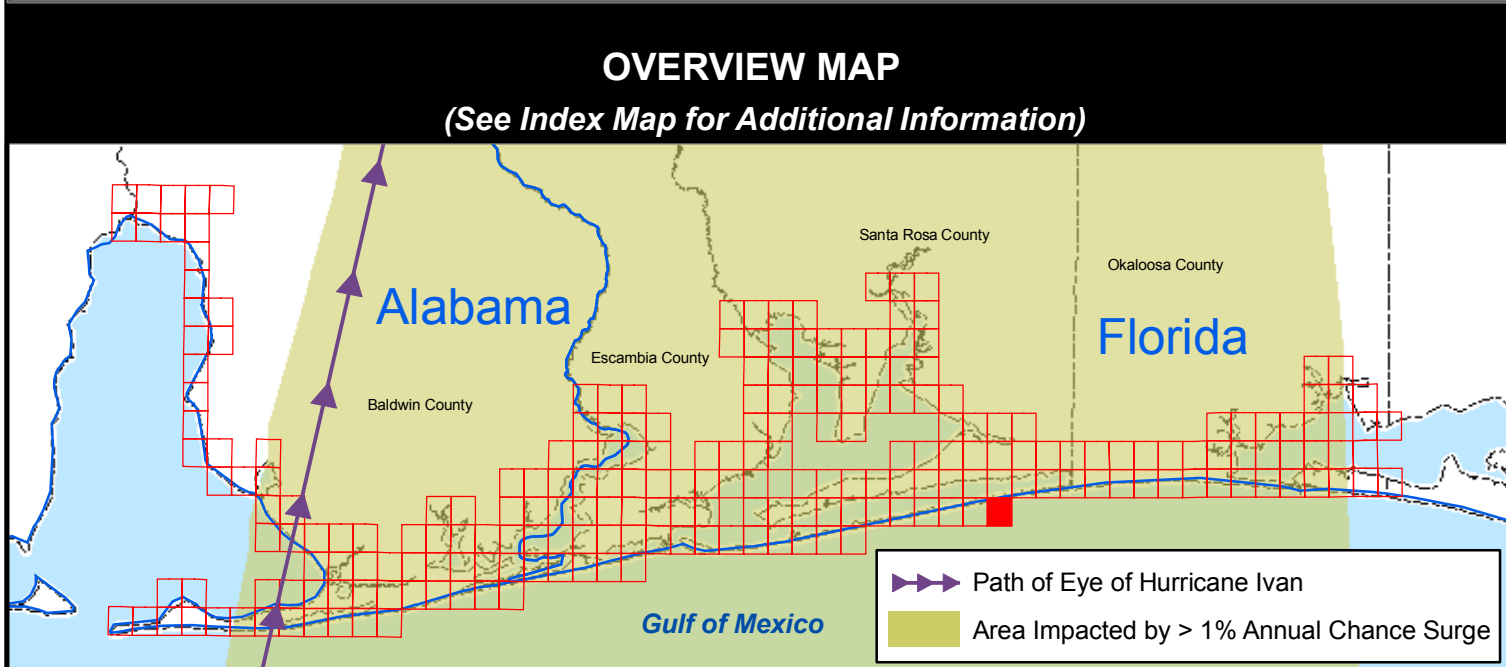 OVERVIEW MAP
(See Index Map for Additional Information)
Santa Rosa County
Okaloosa County
Alabama
Florida
Escambia County
Baldwin County
Gulf of Mexico
Path of Eye of Hurricane Ivan
Area Impacted by > 1% Annual Chance Surge